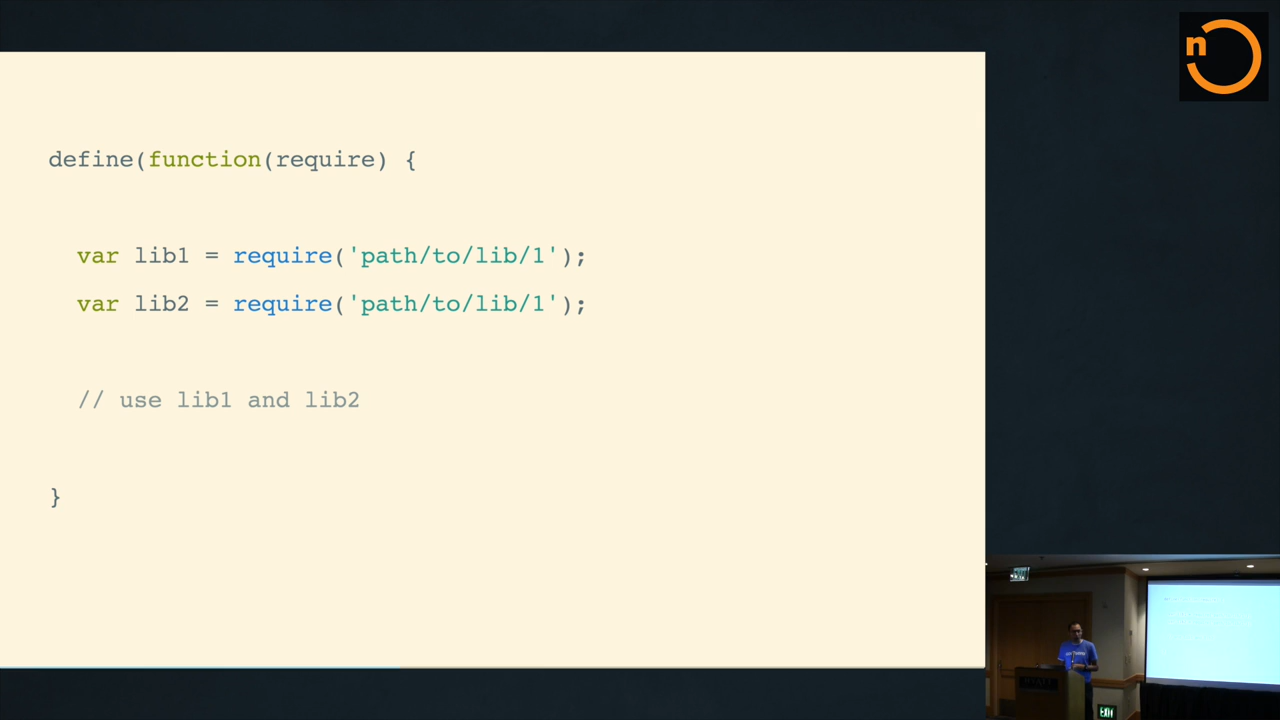 n
define(function(require) {
var lib1 = require('path/to/lib/1');
var lib2 = require('path/to/lib/1');
// use lib1 and lib2
}
EXIT